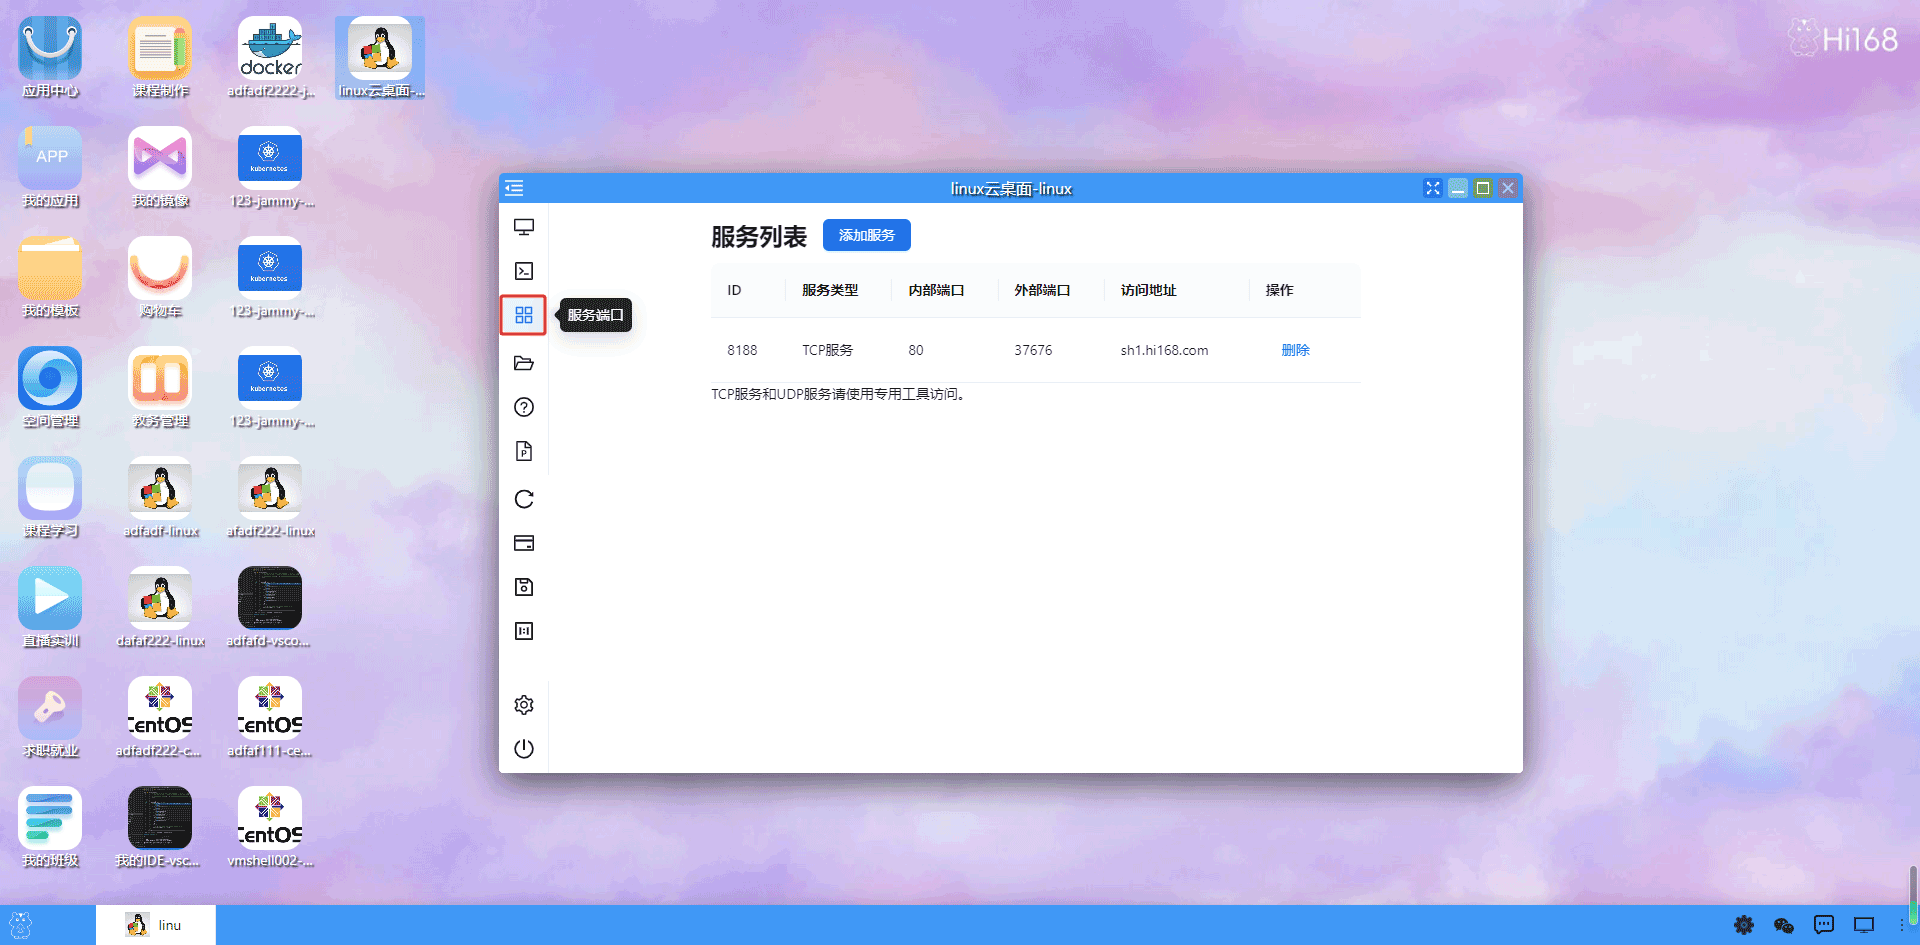 Hi168
应用中心
课程制作
docker
adfadf2222-j...
linux云桌面-...
APP
我的应用
我的镜像
kubernetes
123-jammy-...
我的模板
购物车
kubernetes
123-jammy-...
空间管理
教务管理
kubernetes
123-jammy-...
课程学习
adfadf-linux
afadf222-linux
直播实训
dafaf222-linux
adfafd-vsco...
求职就业
CentOS
adfadf222-c...
CentOS
adfaf111-ce...
我的班级
我的IDE-vsc...
CentOS
vmshell002-...
linux云桌面-linux
服务列表
添加服务
ID 服务类型 内部端口 外部端口 访问地址 操作
服务端口
8188 TCP服务 80 37676 sh1.hi168.com 删除
TCP服务和UDP服务请使用专用工具访问。
linu